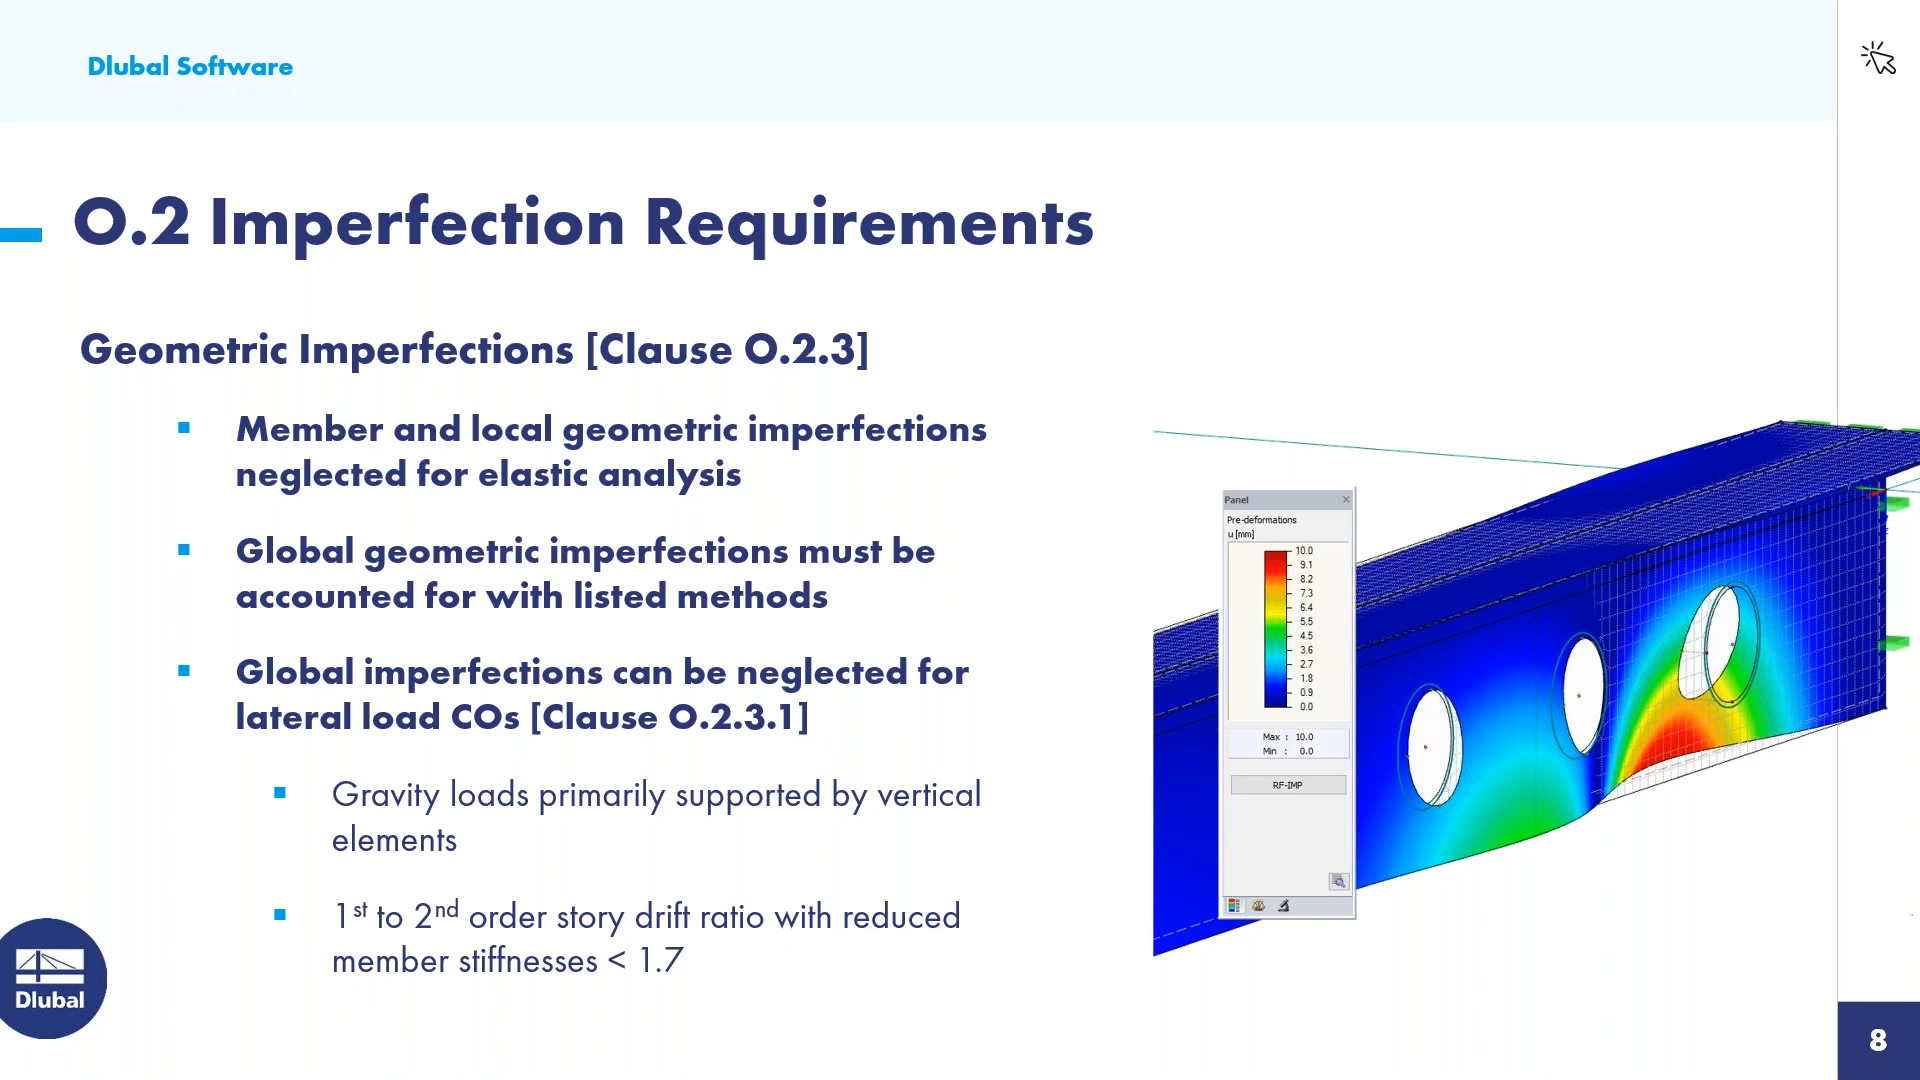 Dlubal Software
O.2 Imperfection Requirements
Geometric Imperfections [Clause O.2.3]
▪ Member and local geometric imperfections
neglected for elastic analysis
▪ Global geometric imperfections must be
accounted for with listed methods
▪ Global imperfections can be neglected for
lateral load COs [Clause O.2.3.1]
▪ Gravity loads primarily supported by vertical
elements
▪ 1st to 2nd order story drift ratio with reduced
member stiffnesses < 1.7
Panel
Pre-deformations
u [mm]
10.0
9.1
8.2
7.3
6.4
5.5
4.5
3.6
2.7
1.8
0.9
0.0
Max : 10.0
Min : 0.0
RF-IMP
Dlubal
8